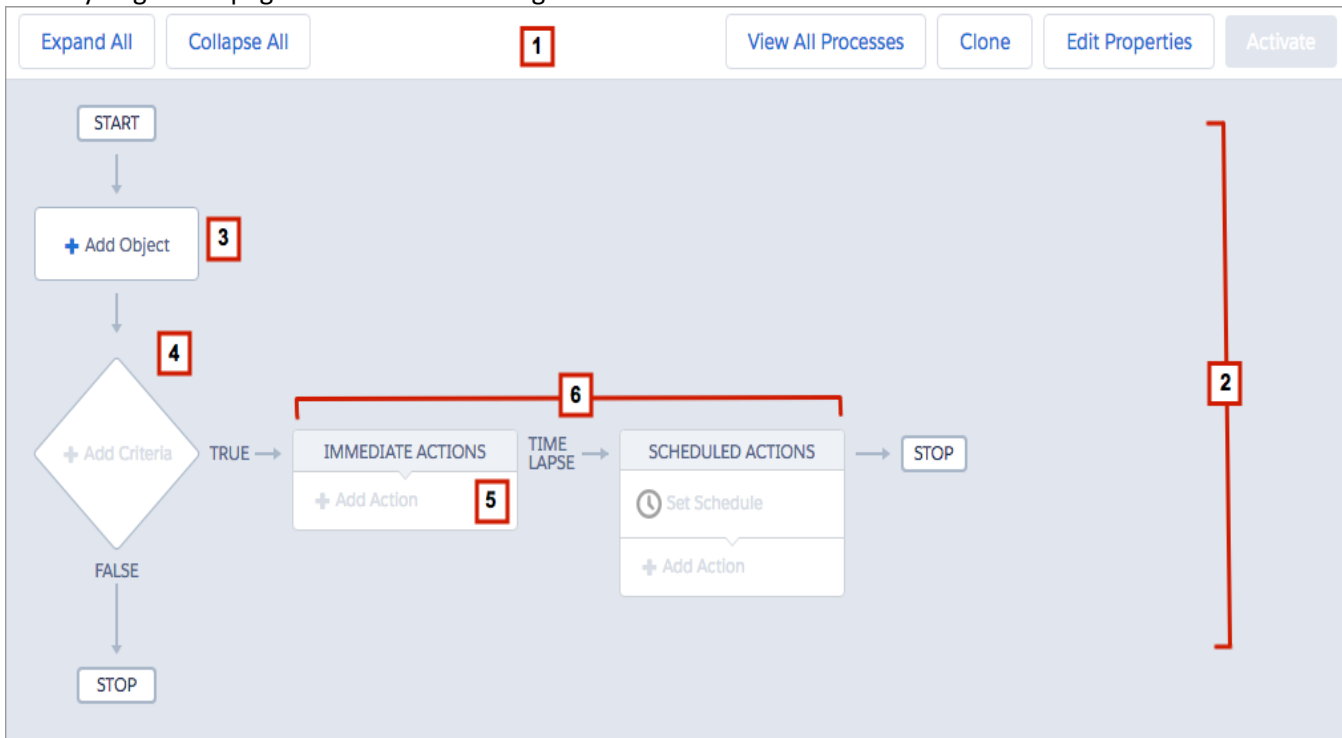 Expand All
Collapse All
1
View All Processes
Clone
Edit Properties
Activate
START
+ Add Object
3
4
2
6
+ Add Criteria
TRUE
IMMEDIATE ACTIONS
TIME
LAPSE
SCHEDULED ACTIONS
STOP
+ Add Action
5
Set Schedule
+ Add Action
FALSE
STOP